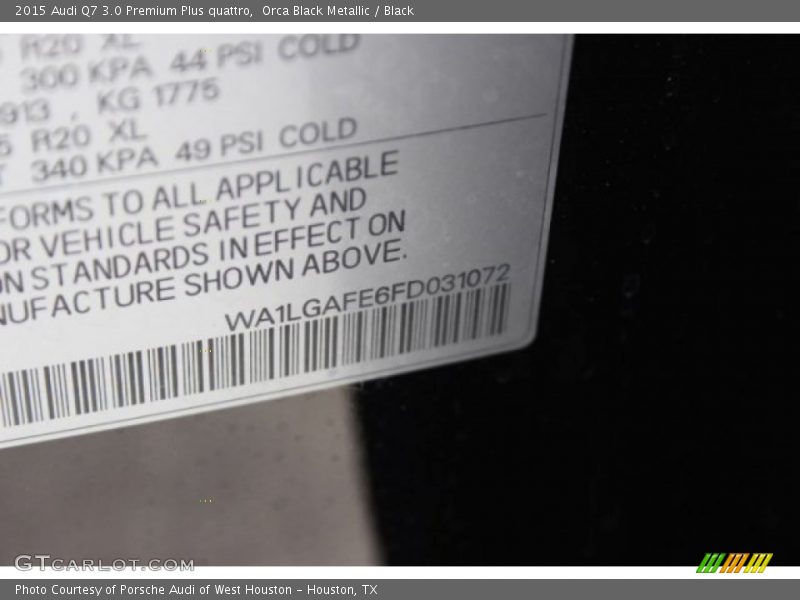 2015 Audi Q7 3.0 Premium Plus quattro,  Orca Black Metallic / Black
R20 XL
300 KPA 44 PSI COLD
913 , KG 1775
R20 XL
340 KPA 49 PSI COLD
FORMS TO ALL APPLICABLE
OR VEHICLE SAFETY AND
ON STANDARDS IN EFFECT ON
NUFACTURE SHOWN ABOVE.
WA1LGAFE6FD031072
GTCARLOT.COM
Photo Courtesy of Porsche Audi of West Houston - Houston, TX